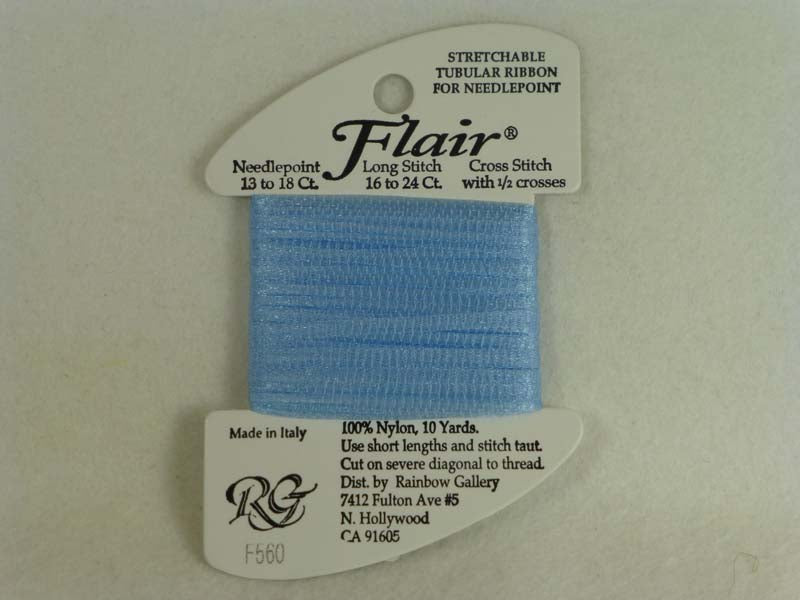 STRETCHABLE
TUBULAR RIBBON
FOR NEEDLEPOINT
Flair®
Needlepoint Long Stitch Cross Stitch
13 to 18 Ct. 16 to 24 Ct. with 1/2 crosses
Made in Italy
RG
F560
100% Nylon, 10 Yards.
Use short lengths and stitch taut.
Cut on severe diagonal to thread.
Dist. by Rainbow Gallery
7412 Fulton Ave #5
N. Hollywood
CA 91605